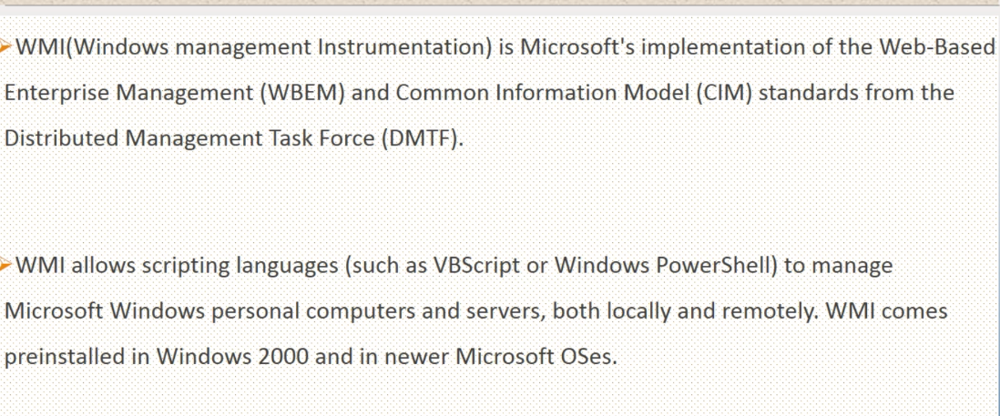 WMI(Windows management Instrumentation) is Microsoft's implementation of the Web-Based
Enterprise Management (WBEM) and Common Information Model (CIM) standards from the
Distributed Management Task Force (DMTF).
WMI allows scripting languages (such as VBScript or Windows PowerShell) to manage
Microsoft Windows personal computers and servers, both locally and remotely. WMI comes
preinstalled in Windows 2000 and in newer Microsoft OSes.